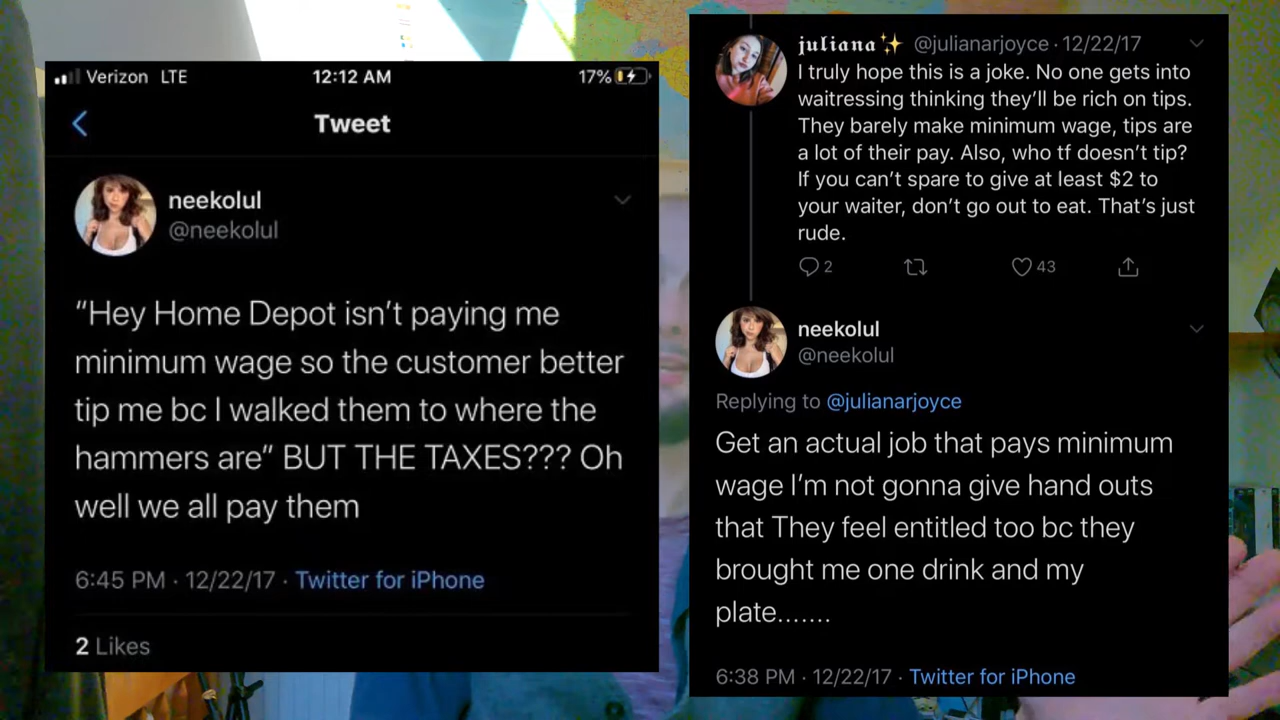 Verizon LTE 12:12 AM 17%
Tweet
neekolul
@neekolul
“Hey Home Depot isn’t paying me
minimum wage so the customer better
tip me bc I walked them to where the
hammers are” BUT THE TAXES??? Oh
well we all pay them
6:45 PM · 12/22/17 · Twitter for iPhone
2 Likes
𝖏𝖚𝖑𝖎𝖆𝖓𝖆✨ @julianarjoyce · 12/22/17
I truly hope this is a joke. No one gets into
waitressing thinking they’ll be rich on tips.
They barely make minimum wage, tips are
a lot of their pay. Also, who tf doesn’t tip?
If you can’t spare to give at least $2 to
your waiter, don’t go out to eat. That’s just
rude.
2 43
neekolul
@neekolul
Replying to @julianarjoyce
Get an actual job that pays minimum
wage I’m not gonna give hand outs
that They feel entitled too bc they
brought me one drink and my
plate.......
6:38 PM · 12/22/17 · Twitter for iPhone